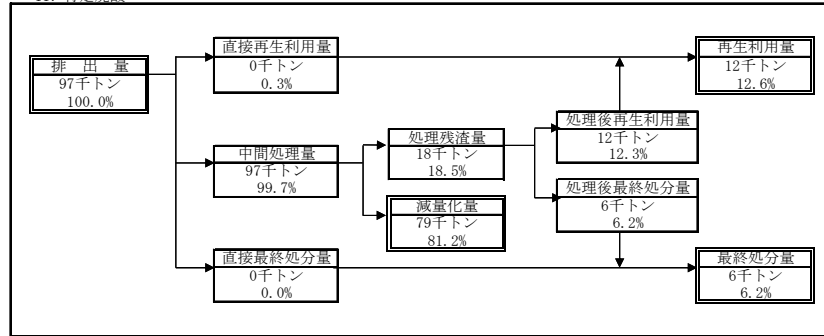 排 出 量
97千トン
100.0%
直接再生利用量
0千トン
0.3%
再生利用量
12千トン
12.6%
処理後再生利用量
12千トン
12.3%
処理残渣量
18千トン
18.5%
中間処理量
97千トン
99.7%
減量化量
79千トン
81.2%
処理後最終処分量
6千トン
6.2%
直接最終処分量
0千トン
0.0%
最終処分量
6千トン
6.2%